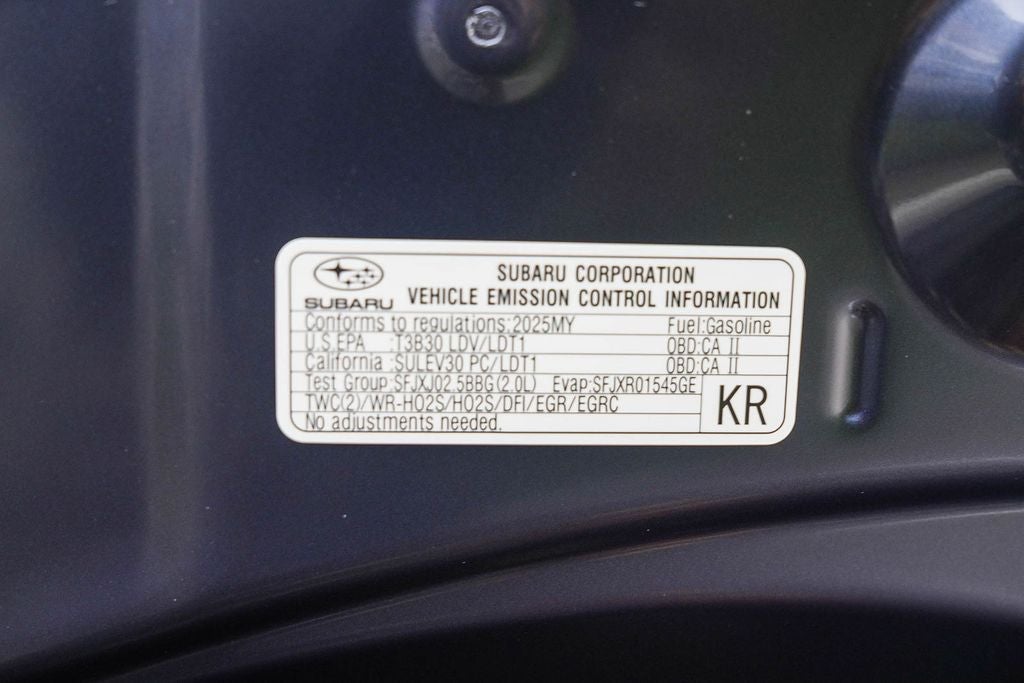 SUBARU CORPORATION
SUBARU VEHICLE EMISSION CONTROL INFORMATION
Conforms to regulations:2025MY Fuel:Gasoline
U.S.EPA :T3B30 LDV/LDT1 OBD:CA II
California :SULEV30 PC/LDT1 OBD:CA II
Test Group:SFJXJ02.5BBG(2.0L) Evap:SFJXR01545GE
TWC(2)/WR-HO2S/HO2S/DFI/EGR/EGRC
KR
No adjustments needed.